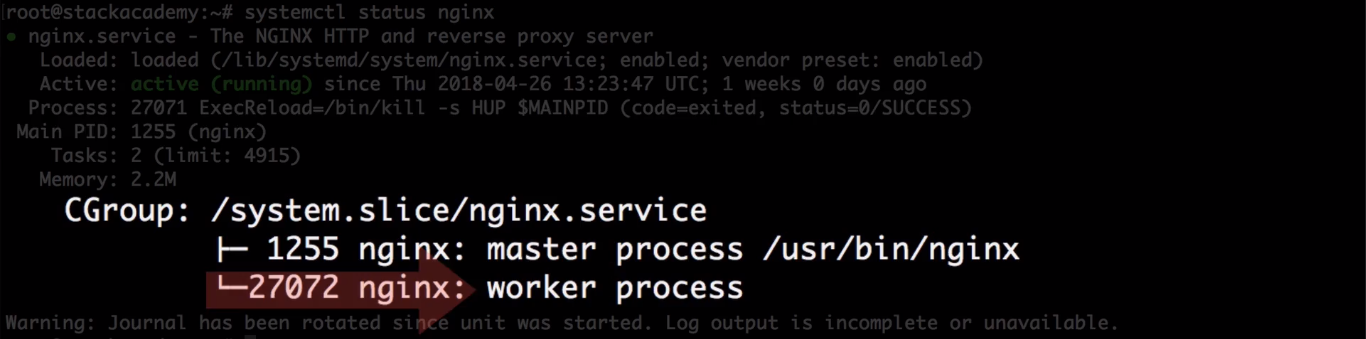 root@stackacademy:~# systemctl status nginx
● nginx.service - The NGINX HTTP and reverse proxy server
Loaded: loaded (/lib/systemd/system/nginx.service; enabled; vendor preset: enabled)
Active: active (running) since Thu 2018-04-26 13:23:47 UTC; 1 weeks 0 days ago
Process: 27071 ExecReload=/bin/kill -s HUP $MAINPID (code=exited, status=0/SUCCESS)
Main PID: 1255 (nginx)
Tasks: 2 (limit: 4915)
Memory: 2.2M
CGroup: /system.slice/nginx.service
├─ 1255 nginx: master process /usr/bin/nginx
└─27072 nginx: worker process
Warning: Journal has been rotated since unit was started. Log output is incomplete or unavailable.